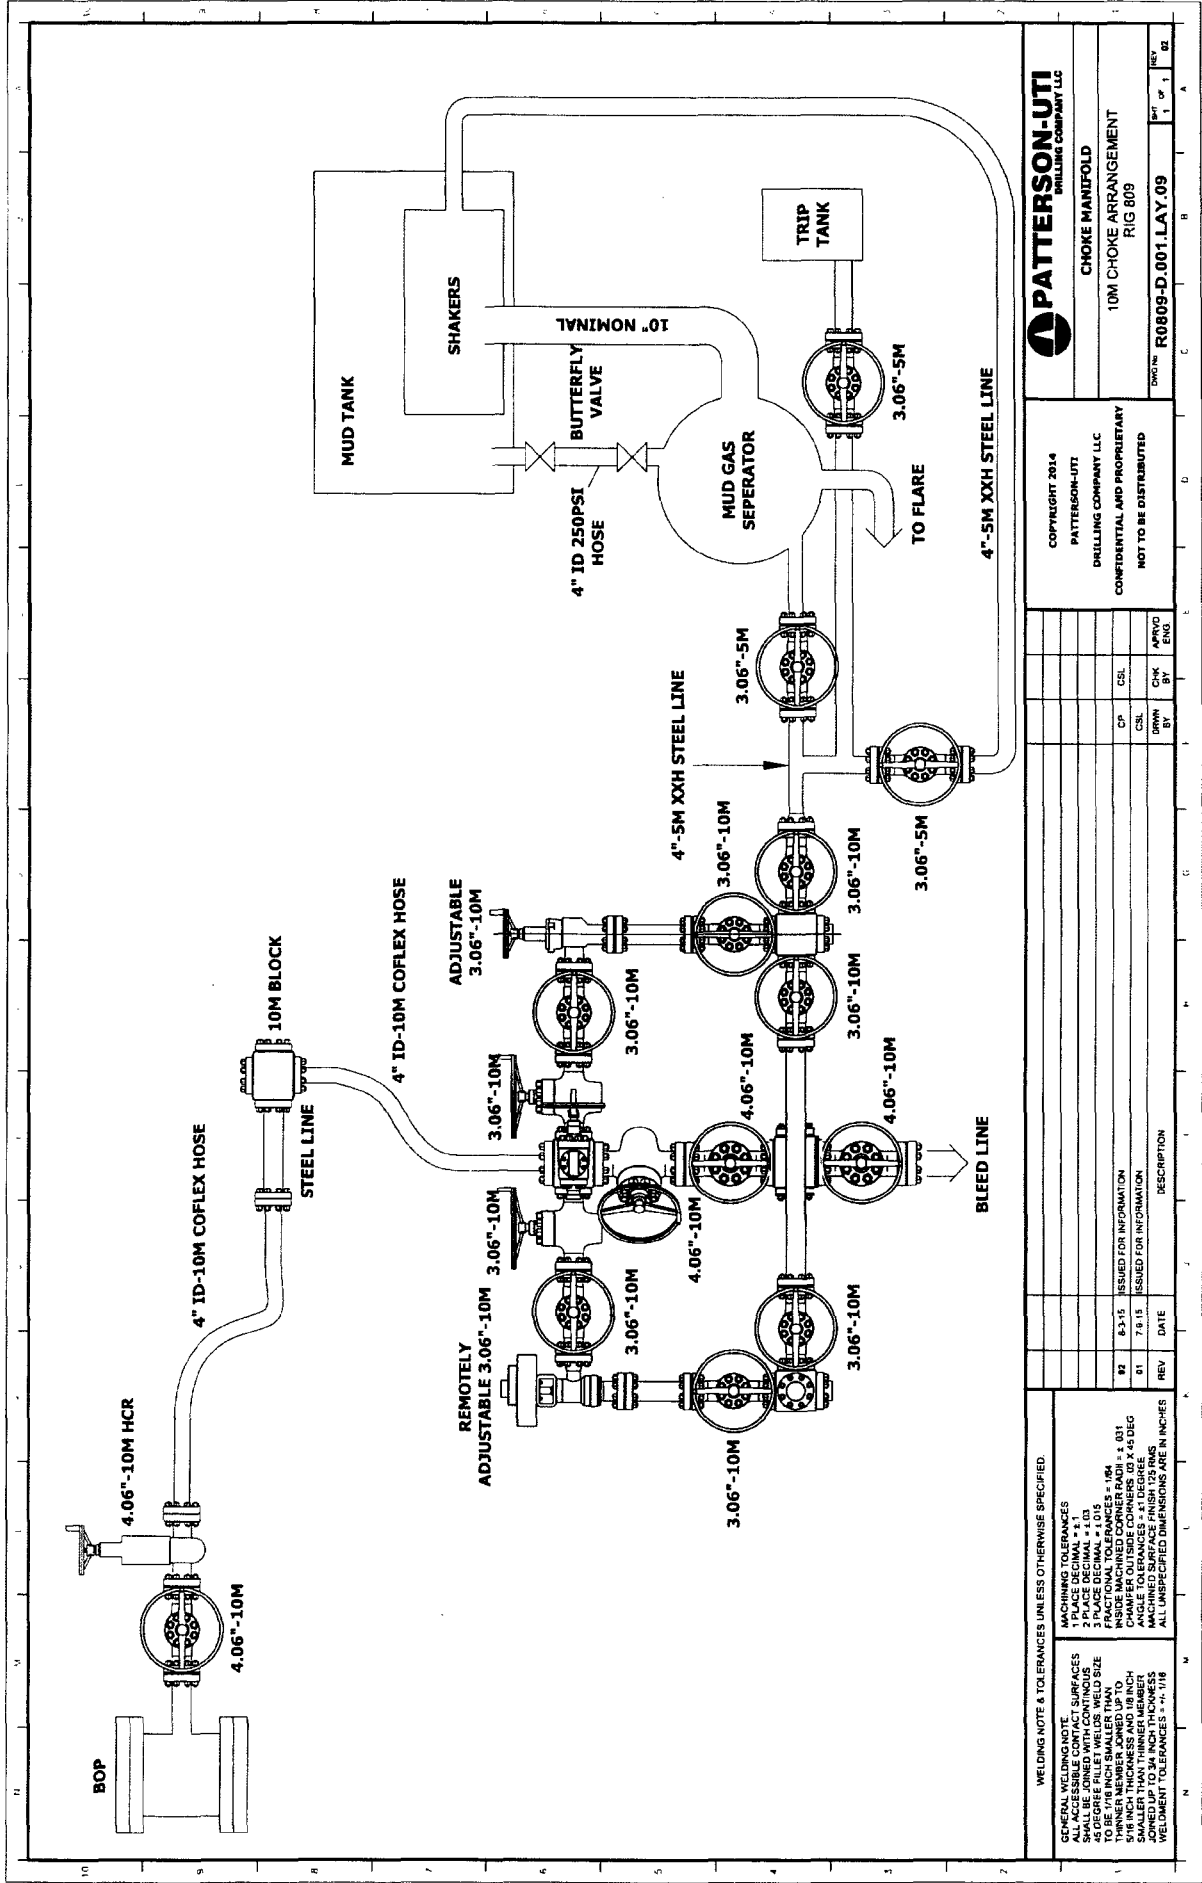 BOP
4.06"-10M
4.06"-10M HCR
4" ID-10M COFLEX HOSE
STEEL LINE
10M BLOCK
4" ID-10M COFLEX HOSE
MUD TANK
SHAKERS
10" NOMINAL
BUTTERFLY
VALVE
4" ID 250PSI
HOSE
MUD GAS
SEPERATOR
TRIP
TANK
3.06"-5M
TO FLARE
4"-5M XXH STEEL LINE
3.06"-5M
4"-5M XXH STEEL LINE
3.06"-5M
REMOTELY
ADJUSTABLE 3.06"-10M
3.06"-10M
3.06"-10M
ADJUSTABLE
3.06"-10M
3.06"-10M
3.06"-10M
4.06"-10M
4.06"-10M
3.06"-10M
3.06"-10M
3.06"-10M
4.06"-10M
3.06"-10M
3.06"-10M
BLEED LINE
WELDING NOTE & TOLERANCES UNLESS OTHERWISE SPECIFIED.
GENERAL WELDING NOTE
ALL ACCESSIBLE CONTACT SURFACES
SHALL BE JOINED WITH CONTINOUS
45 DEGREE FILLET WELDS. WELD SIZE
TO BE 1/16 INCH SMALLER THAN
THINNER MEMBER JOINED UP TO
5/16 INCH THICKNESS AND 1/8 INCH
SMALLER THAN THINNER MEMBER
JOINED UP TO 3/4 INCH THICKNESS
WELDMENT TOLERANCES = +/- 1/16
MACHINING TOLERANCES
1 PLACE DECIMAL = ±.1
2 PLACE DECIMAL = ±.03
3 PLACE DECIMAL = ±.015
FRACTIONAL TOLERANCES = 1/64
INSIDE MACHINED CORNER RADII = ± .031
CHAMFER OUTSIDE CORNERS .03 X 45 DEG
ANGLE TOLERANCES = ±1 DEGREE
MACHINED SURFACE FINISH 125 RMS
ALL UNSPECIFIED DIMENSIONS ARE IN INCHES
02 8-3-15 ISSUED FOR INFORMATION CP CSL
01 7-9-15 ISSUED FOR INFORMATION CSL
REV DATE DESCRIPTION DRWN BY CHK BY APRVD ENG.
COPYRIGHT 2014
PATTERSON-UTI
DRILLING COMPANY LLC
CONFIDENTIAL AND PROPRIETARY
NOT TO BE DISTRIBUTED
PATTERSON-UTI
DRILLING COMPANY LLC
CHOKE MANIFOLD
10M CHOKE ARRANGEMENT
RIG 809
DWG No R0809-D.001.LAY.09
SHT 1 OF 1
REV 02